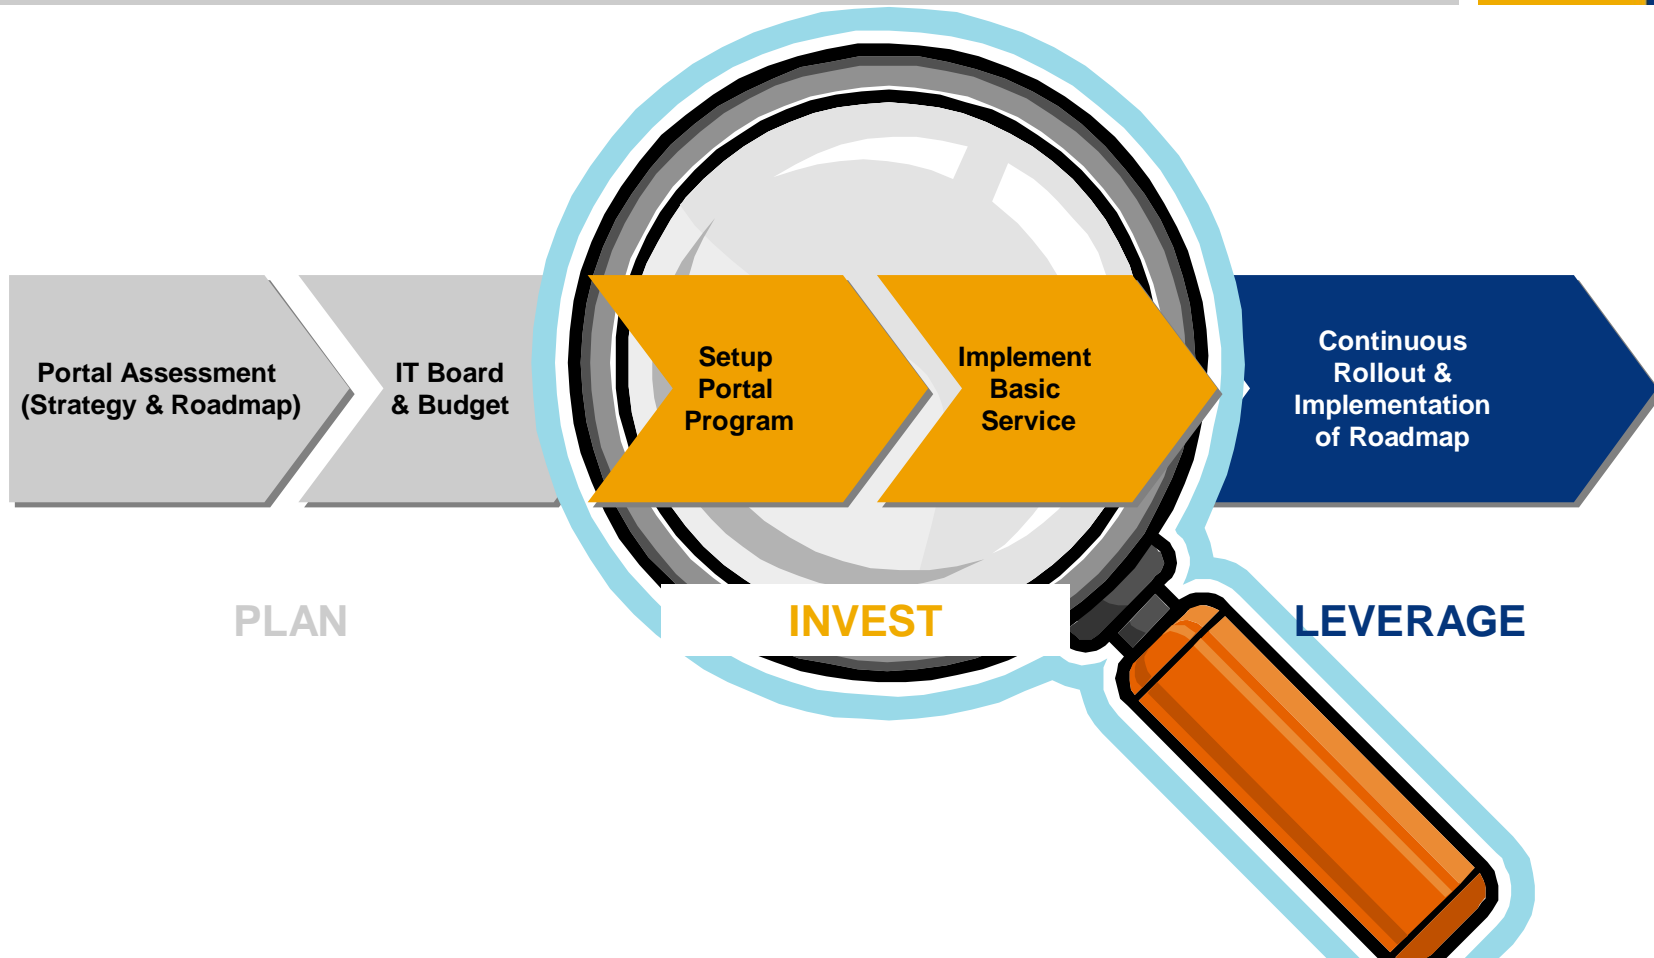 Portal Assessment
(Strategy & Roadmap)
IT Board
& Budget
Setup
Portal
Program
Implement
Basic
Service
Continuous
Rollout &
Implementation
of Roadmap
PLAN
INVEST
LEVERAGE